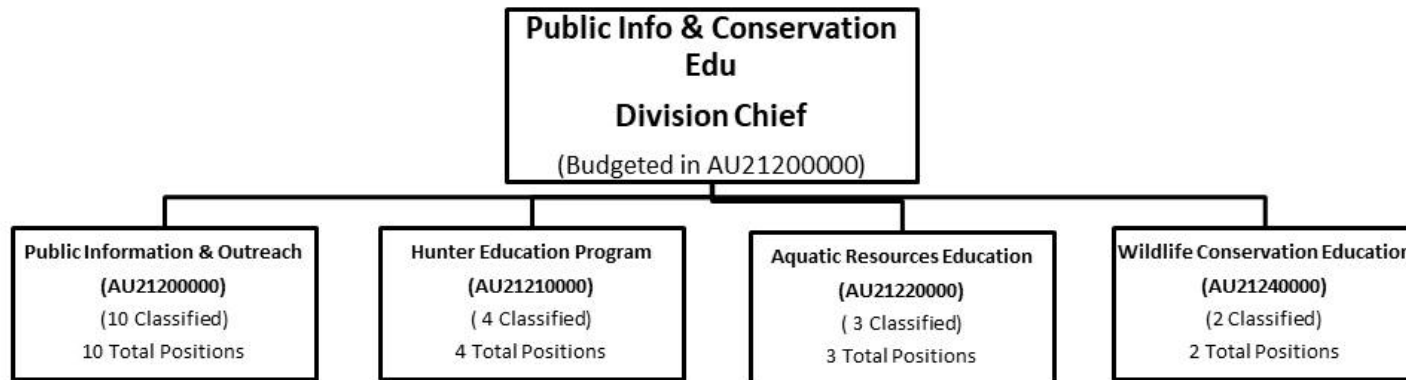 Public Info & Conservation
Edu
Division Chief
(Budgeted in AU21200000)
Public Information & Outreach
(AU21200000)
(10 Classified)
10 Total Positions
Hunter Education Program
(AU21210000)
( 4 Classified)
4 Total Positions
Aquatic Resources Education
(AU21220000)
( 3 Classified)
3 Total Positions
Wildlife Conservation Education
(AU21240000)
(2 Classified)
2 Total Positions